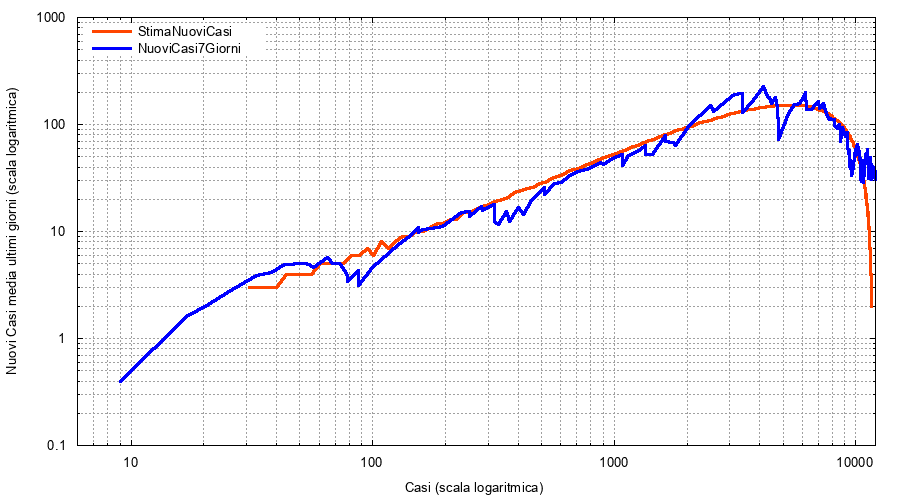 1000
StimaNuoviCasi
NuoviCasi7Giorni
100
10
1
0.1
Nuovi Casi media ultimi giorni (scala logaritmica)
10
100
1000
10000
Casi (scala logaritmica)